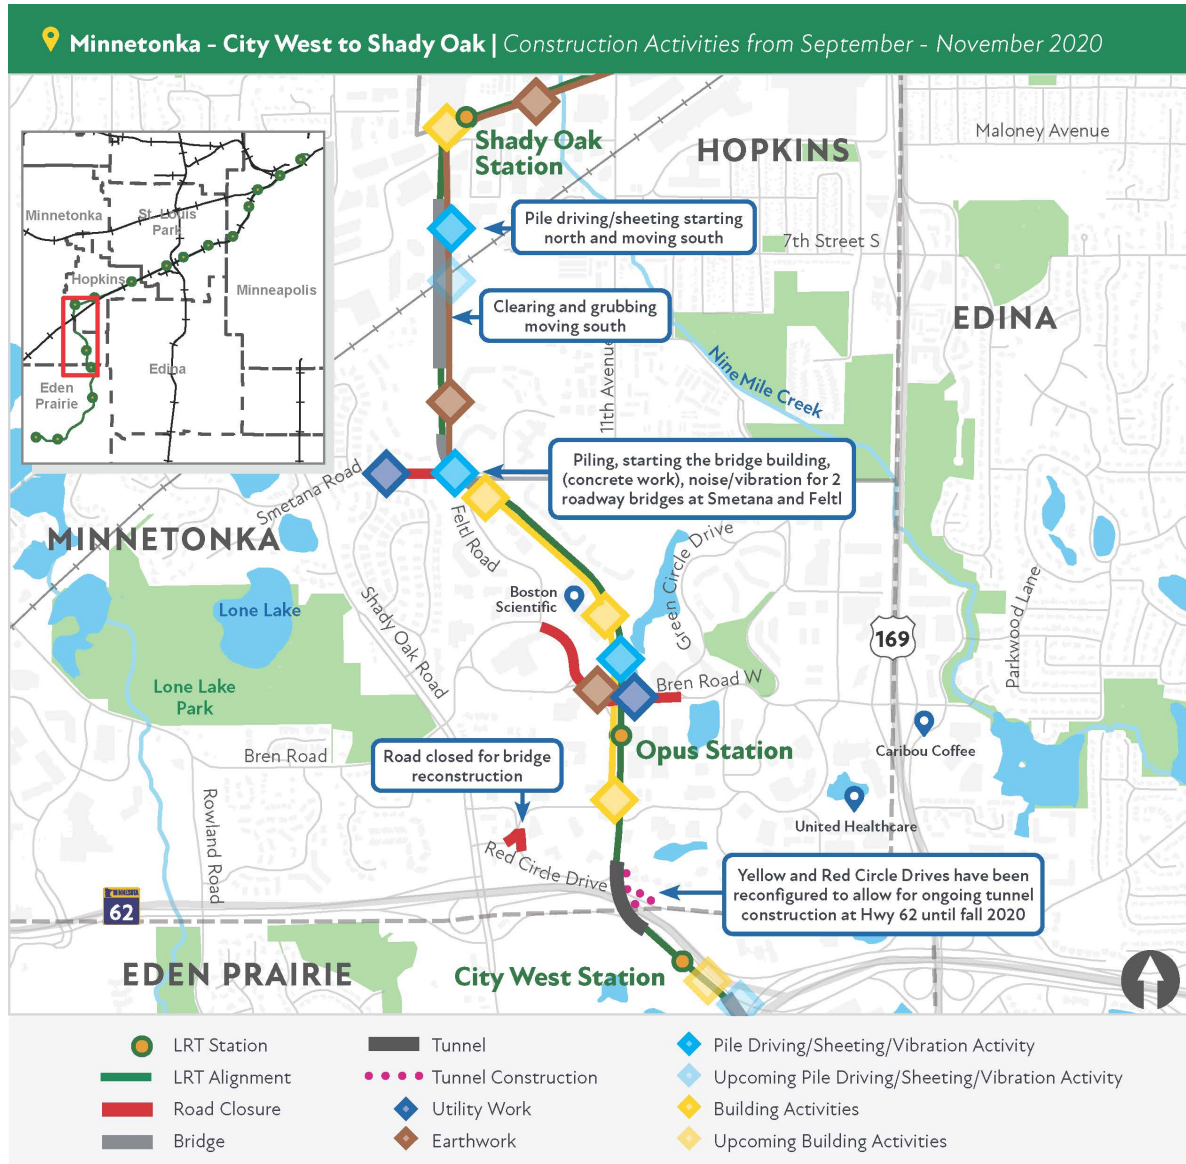 Minnetonka - City West to Shady Oak | Construction Activities from September - November 2020
Maloney Avenue
HOPKINS
Shady Oak
Station
Minnetonka
St. Louis
Park
Hopkins
Minneapolis
Edina
Eden
Prairie
Pile driving/sheeting starting
north and moving south
7th Street S
Clearing and grubbing
moving south
EDINA
11th Avenue
Nine Mile Creek
Piling, starting the bridge building,
(concrete work), noise/vibration for 2
roadway bridges at Smetana and Feltl
Smetana Road
MINNETONKA
Feltl Road
Green Circle Drive
Boston
Scientific
Lone Lake
Shady Oak Road
169
Parkwood Lane
Lone Lake
Park
Bren Road W
Opus Station
Caribou Coffee
Bren Road
Road closed for bridge
reconstruction
Rowland Road
United Healthcare
Red Circle Drive
Yellow and Red Circle Drives have been
reconfigured to allow for ongoing tunnel
construction at Hwy 62 until fall 2020
MINNESOTA
62
EDEN PRAIRIE
City West Station
LRT Station
LRT Alignment
Road Closure
Bridge
Tunnel
Tunnel Construction
Utility Work
Earthwork
Pile Driving/Sheeting/Vibration Activity
Upcoming Pile Driving/Sheeting/Vibration Activity
Building Activities
Upcoming Building Activities